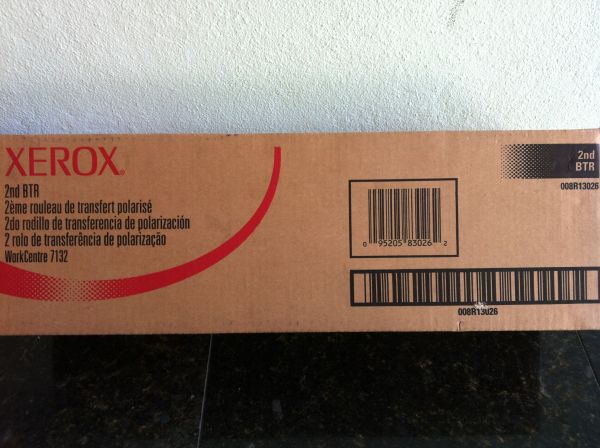 XEROX®
2nd BTR
2ème rouleau de transfert polarisé
2do rodillo de transferencia de polarización
2 rolo de transferência de polarização
WorkCentre 7132
2nd
BTR
008R13026
0 95205 83026 2
008R13026